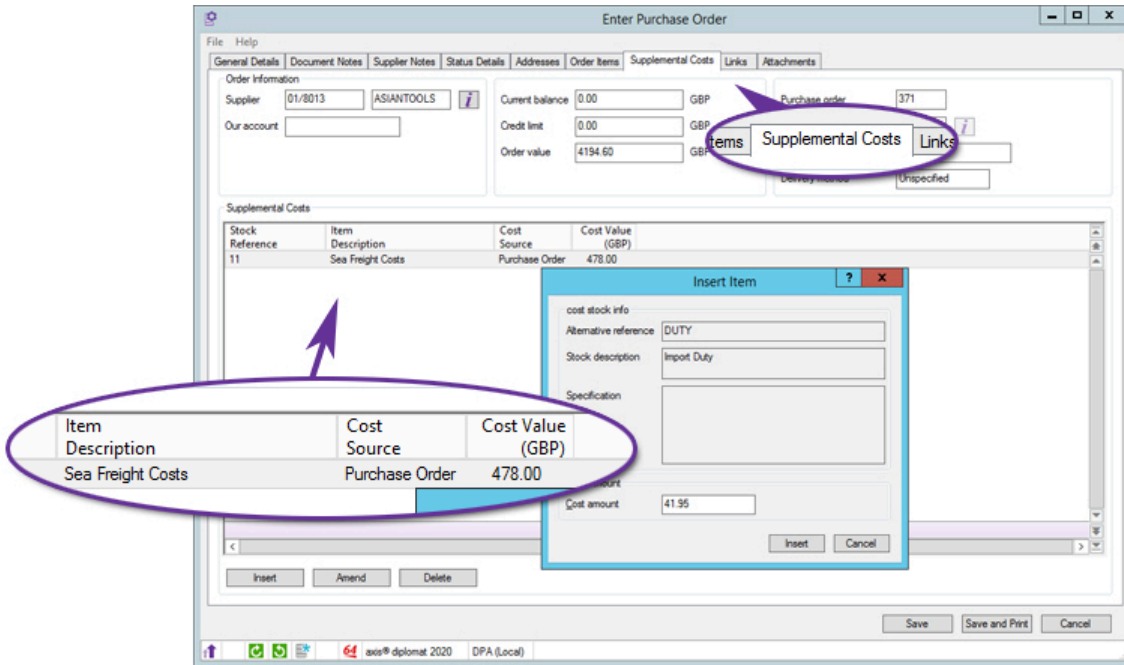 Enter Purchase Order
File Help
General Details Document Notes Supplier Notes Status Details Addresses Order Items Supplemental Costs Links Attachments
Order Information
Supplier 01/8013 ASIANTOOLS i Current balance 0.00 GBP Purchase order 371
Our account Credit limit 0.00 GBP i
Order value 4194.60 GBP
tems Supplemental Costs Links
Delivery method Unspecified
Supplemental Costs
Stock Item Cost Cost Value
Reference Description Source (GBP)
11 Sea Freight Costs Purchase Order 478.00
Insert Item ? x
cost stock info
Alternative reference DUTY
Stock description Import Duty
Specification
Item Cost Cost Value
Description Source (GBP)
Sea Freight Costs Purchase Order 478.00
Cost amount 41.95
Insert Cancel
Insert Amend Delete
Save Save and Print Cancel
64 axis® diplomat 2020 DPA (Local)